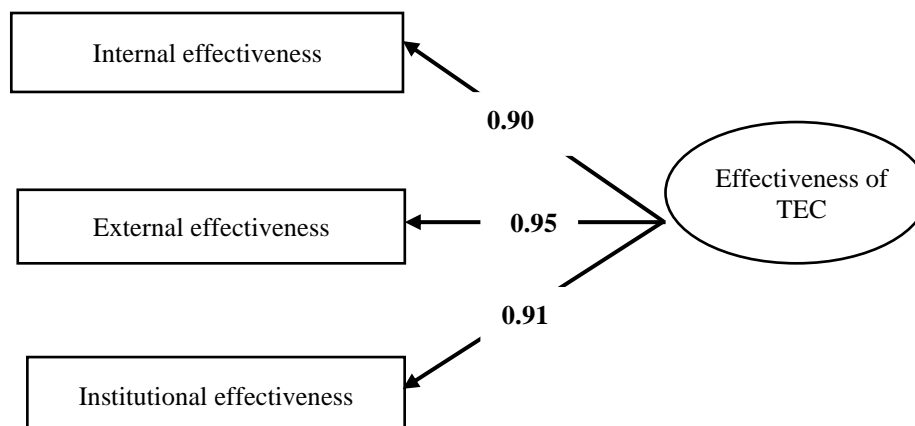 Internal effectiveness
0.90
Effectiveness of
TEC
External effectiveness
0.95
0.91
Institutional effectiveness